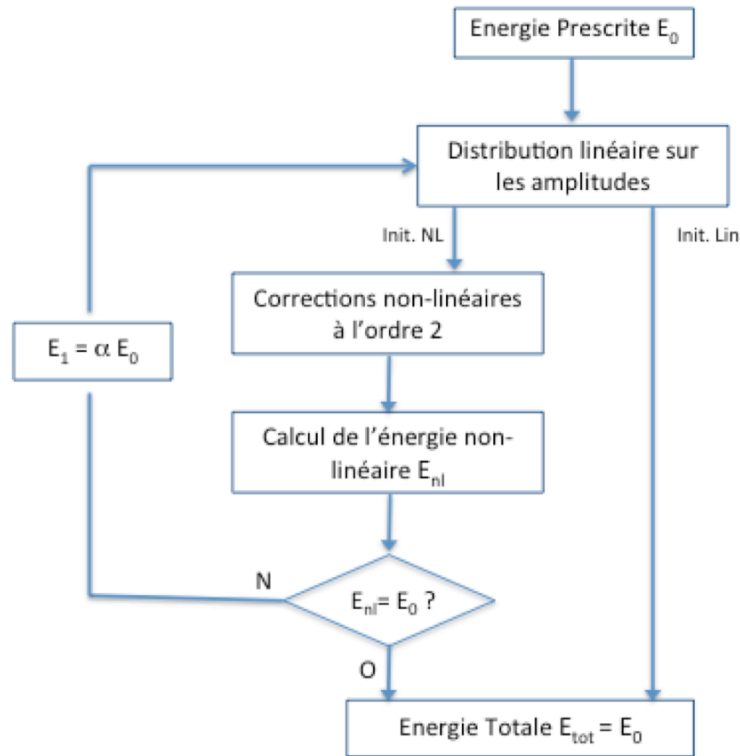 Energie Prescrite E₀
Distribution linéaire sur
les amplitudes
Init. NL
Init. Lin
Corrections non-linéaires
à l'ordre 2
E₁ = α E₀
Calcul de l'énergie non-
linéaire Eₙₗ
N
Eₙₗ= E₀ ?
O
Energie Totale Eₜₒₜ = E₀